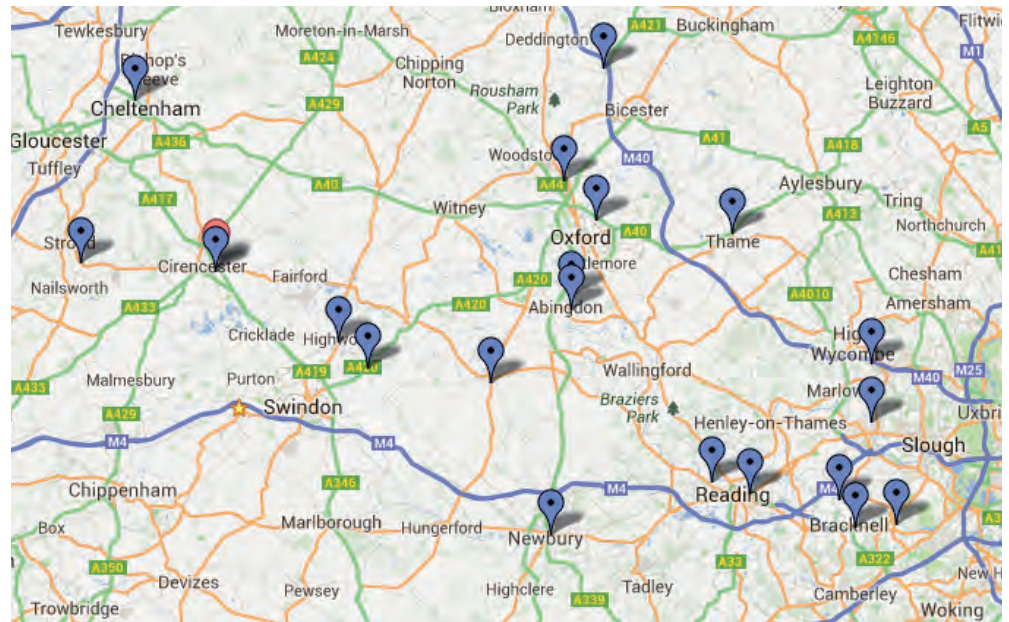 Bloxham
A421
Buckingham
Flitwi
Tewkesbury
Moreton-in-Marsh
Deddington
A4146
M1
A424
Bishop's
Cleeve
Chipping
Norton
Rousham
Park
Leighton
Buzzard
Cheltenham
A429
Bicester
A5
Gloucester
A436
A41
A418
Woodsto
M40
Tuffley
A40
A44
Aylesbury
A417
Tring
Witney
A413
Northchurch
Oxford
A40
Thame
A41
Stroud
Cirencester
Fairford
A420
tlemore
Chesham
Nailsworth
A433
A420
Abingdon
A4010
Amersham
Cricklade
Highwo
High
Wycombe
A433
Malmesbury
Purton
A419
A420
Wallingford
M40
M25
Marlow
A429
Swindon
Braziers
Park
Henley-on-Thames
Uxbri
M4
M4
Slough
Chippenham
A346
M4
Reading
M4
Box
Marlborough
Hungerford
Newbury
Bracknell
A3
A350
Devizes
Pewsey
Highclere
A339
Tadley
A33
A322
New H
Camberley
Trowbridge
Woking